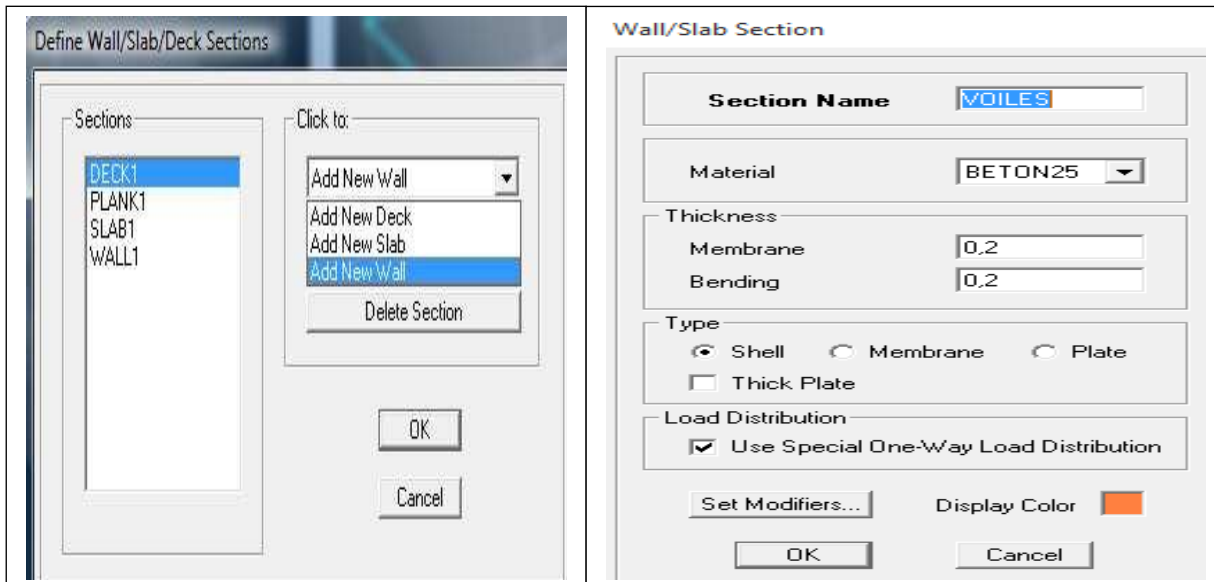 Define Wall/Slab/Deck Sections
Sections
DECK1
PLANK1
SLAB1
WALL1
Click to:
Add New Wall
Add New Deck
Add New Slab
Add New Wall
Delete Section
OK
Cancel
Wall/Slab Section
Section Name VOILES
Material BETON25
Thickness
Membrane 0,2
Bending 0,2
Type
Shell Membrane Plate
Thick Plate
Load Distribution
Use Special One-Way Load Distribution
Set Modifiers... Display Color
OK Cancel